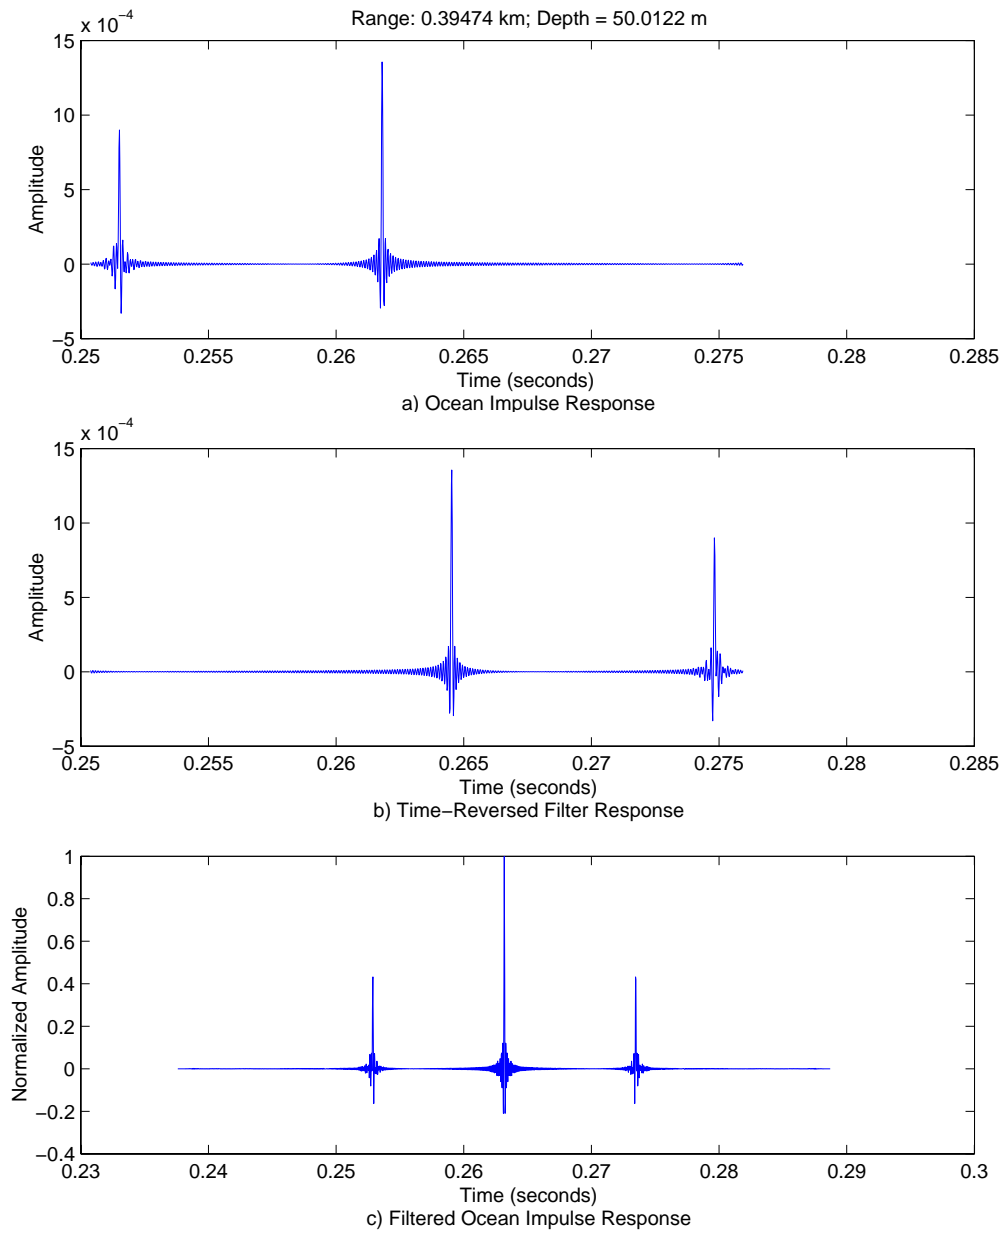 x 10−4
Range: 0.39474 km; Depth = 50.0122 m
15
10
5
0
−5
Amplitude
0.25 0.255 0.26 0.265 0.27 0.275 0.28 0.285
Time (seconds)
a) Ocean Impulse Response
x 10−4
15
10
5
0
−5
Amplitude
0.25 0.255 0.26 0.265 0.27 0.275 0.28 0.285
Time (seconds)
b) Time−Reversed Filter Response
1
0.8
0.6
0.4
0.2
0
−0.2
−0.4
Normalized Amplitude
0.23 0.24 0.25 0.26 0.27 0.28 0.29 0.3
Time (seconds)
c) Filtered Ocean Impulse Response